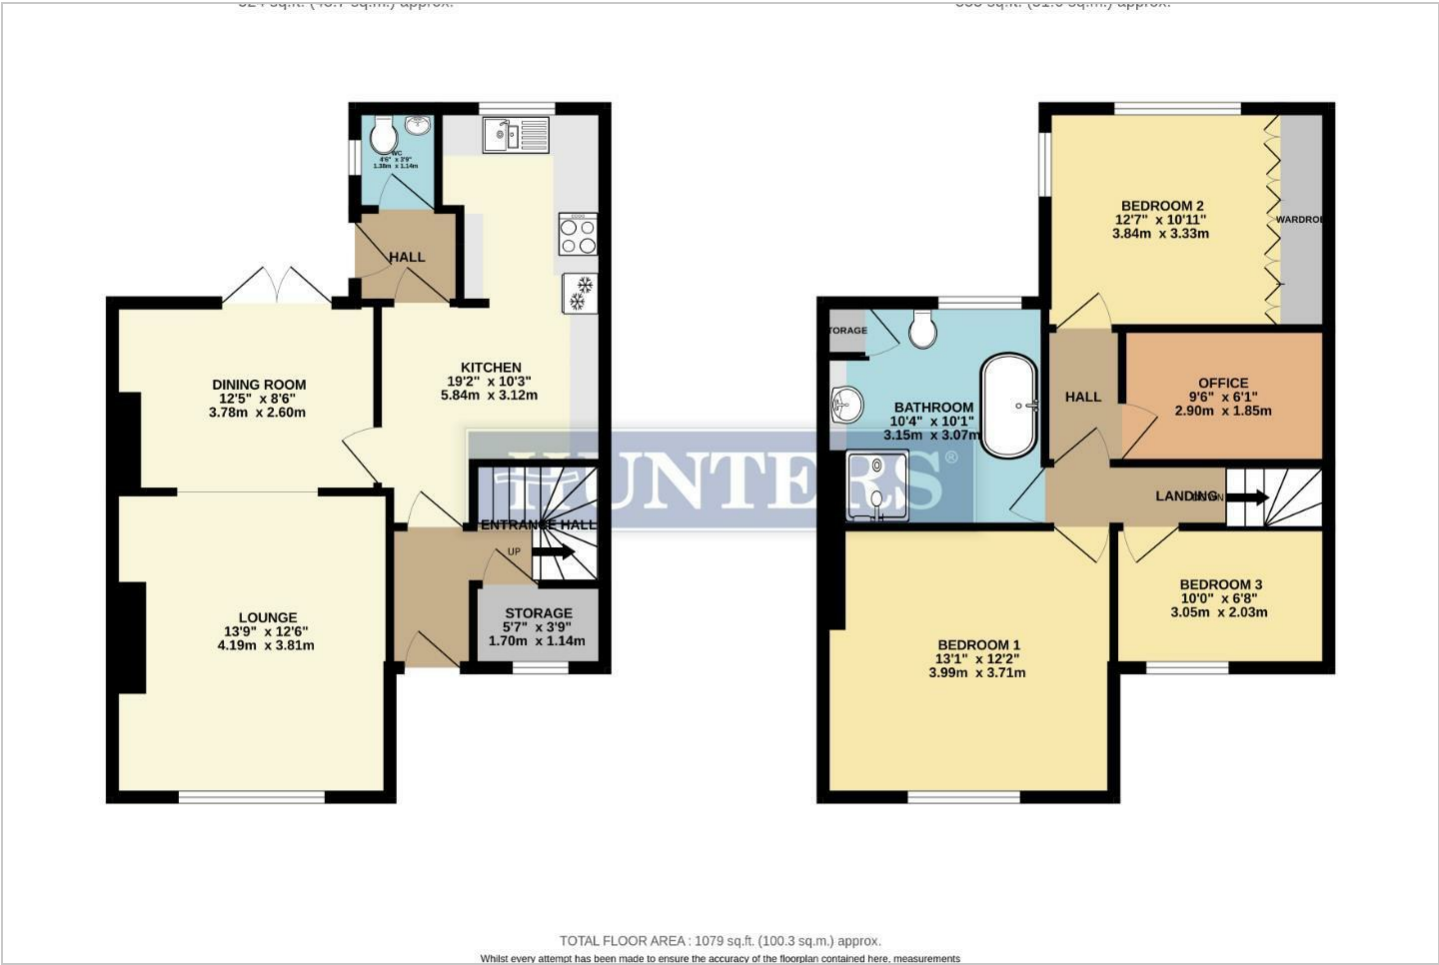 WC
4'6" x 3'9"
1.38m x 1.14m
HALL
KITCHEN
19'2" x 10'3"
5.84m x 3.12m
DINING ROOM
12'5" x 8'6"
3.78m x 2.60m
ENTRANCE HALL
UP
STORAGE
5'7" x 3'9"
1.70m x 1.14m
LOUNGE
13'9" x 12'6"
4.19m x 3.81m
HUNTERS®
BEDROOM 2
12'7" x 10'11"
3.84m x 3.33m
WARDROB
TORAGE
BATHROOM
10'4" x 10'1"
3.15m x 3.07m
HALL
OFFICE
9'6" x 6'1"
2.90m x 1.85m
LANDING
BEDROOM 1
13'1" x 12'2"
3.99m x 3.71m
BEDROOM 3
10'0" x 6'8"
3.05m x 2.03m
TOTAL FLOOR AREA : 1079 sq.ft. (100.3 sq.m.) approx.
Whilst every attempt has been made to ensure the accuracy of the floorplan contained here, measurements